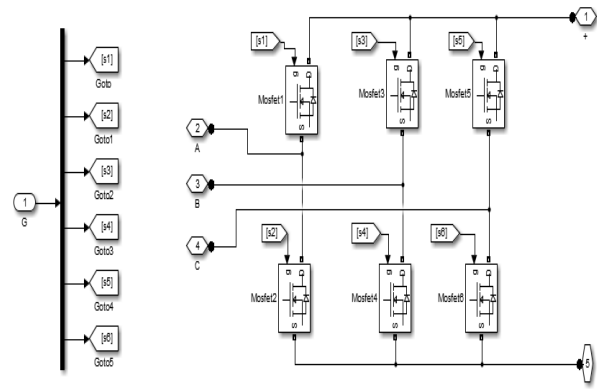 1
G
[s1]
Goto
[s2]
Goto1
[s3]
Goto2
[s4]
Goto3
[s5]
Goto4
[s6]
Goto5
[s1]
[s3]
[s5]
1
+
g
D
S
Mosfet1
g
D
S
Mosfet3
g
D
S
Mosfet5
2
A
3
B
4
C
[s2]
[s4]
[s6]
g
D
S
Mosfet2
g
D
S
Mosfet4
g
D
S
Mosfet6
5